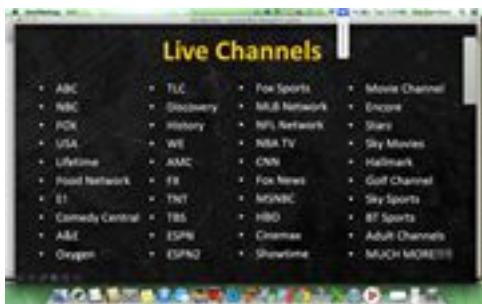 Live Channels
• ABC
• NBC
• FOX
• USA
• Lifetime
• Food Network
• E!
• Comedy Central
• A&E
• Oxygen
• TLC
• Discovery
• History
• WE
• AMC
• FX
• TNT
• TBS
• ESPN
• ESPN2
• Fox Sports
• MLB Network
• NFL Network
• NBA TV
• CNN
• Fox News
• MSNBC
• HBO
• Cinemax
• Showtime
• Movie Channel
• Encore
• Starz
• Sky Movies
• Hallmark
• Golf Channel
• Sky Sports
• BT Sports
• Adult Channels